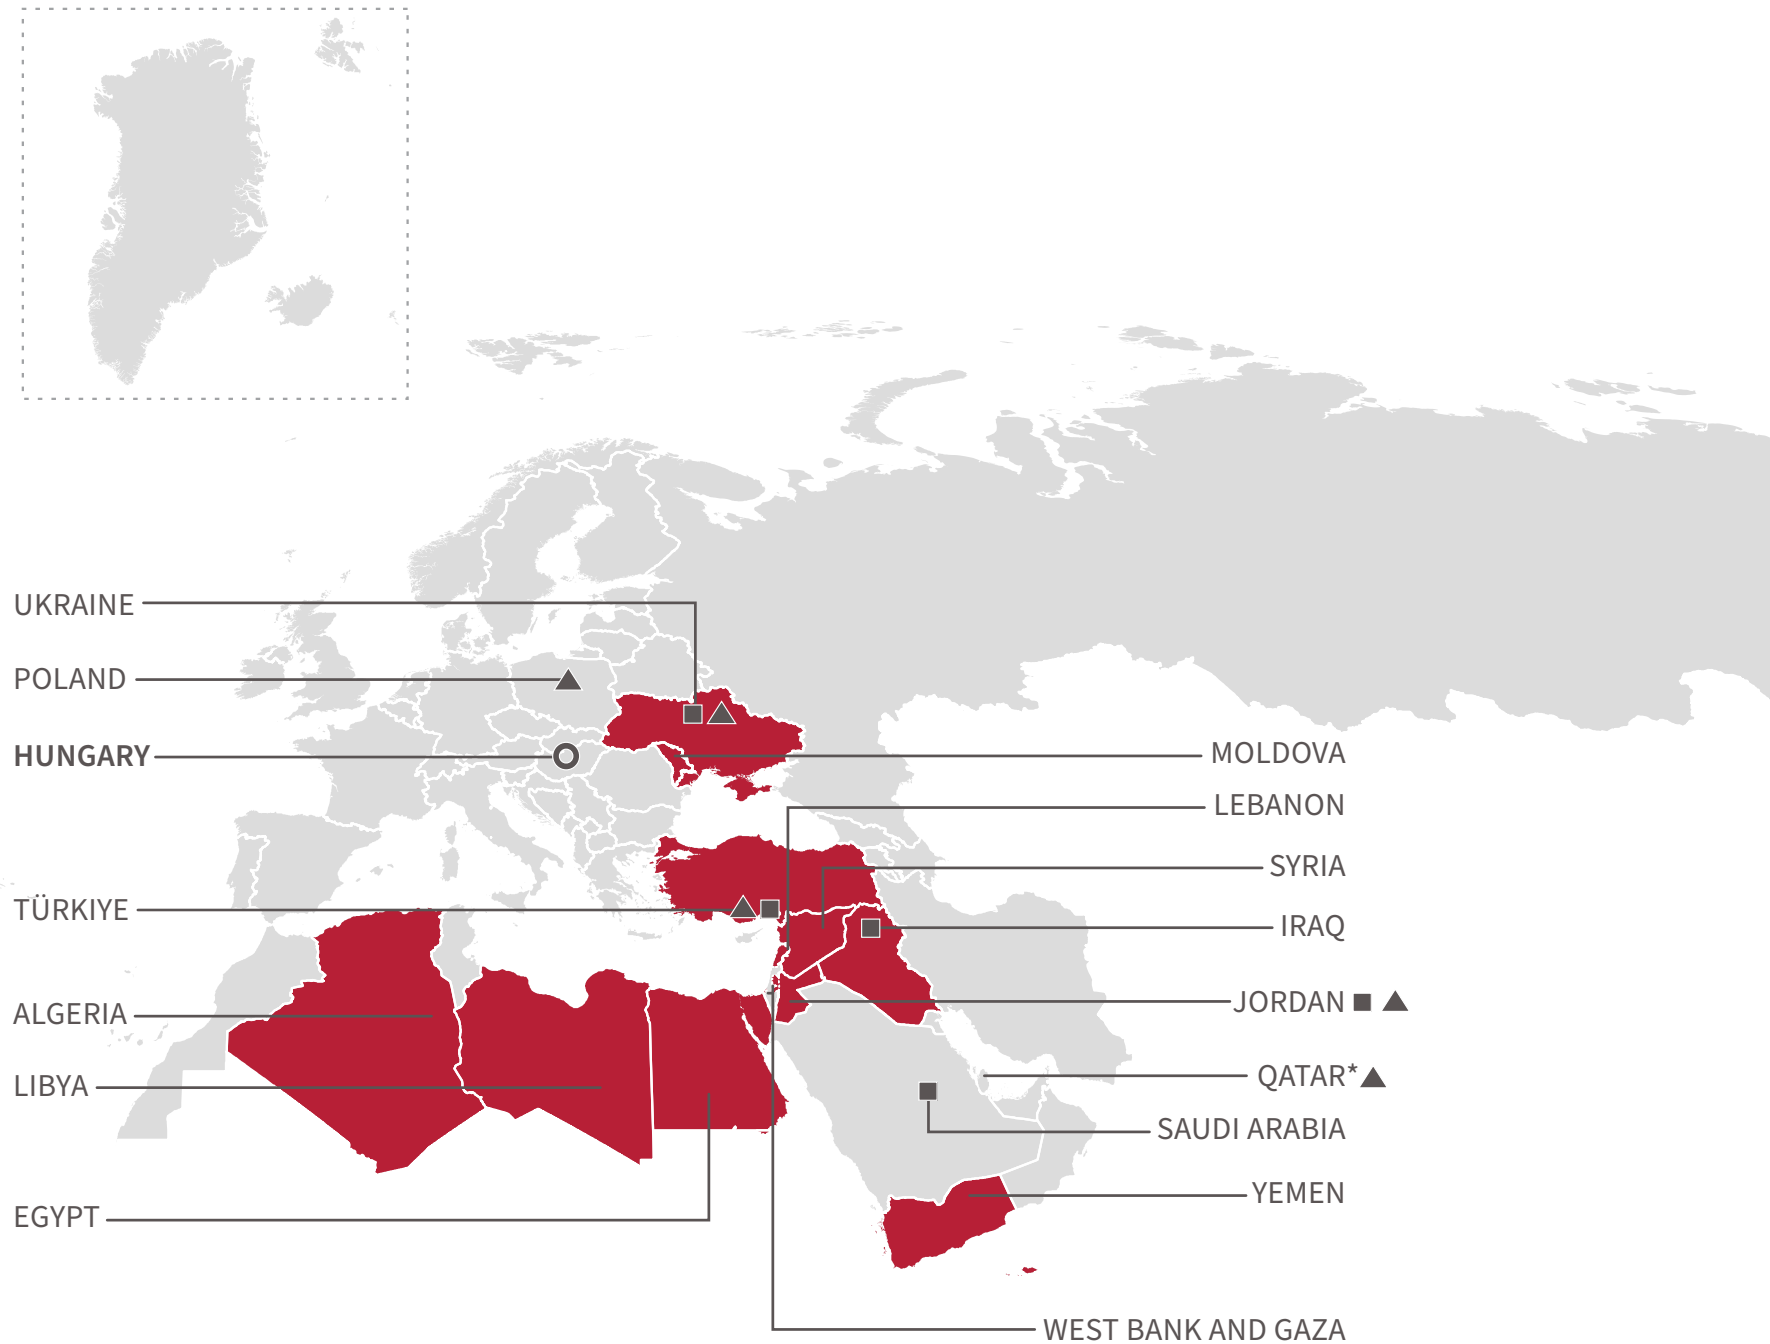 UKRAINE
POLAND
HUNGARY
MOLDOVA
LEBANON
SYRIA
TÜRKIYE
IRAQ
JORDAN
ALGERIA
QATAR*
LIBYA
SAUDI ARABIA
YEMEN
EGYPT
WEST BANK AND GAZA